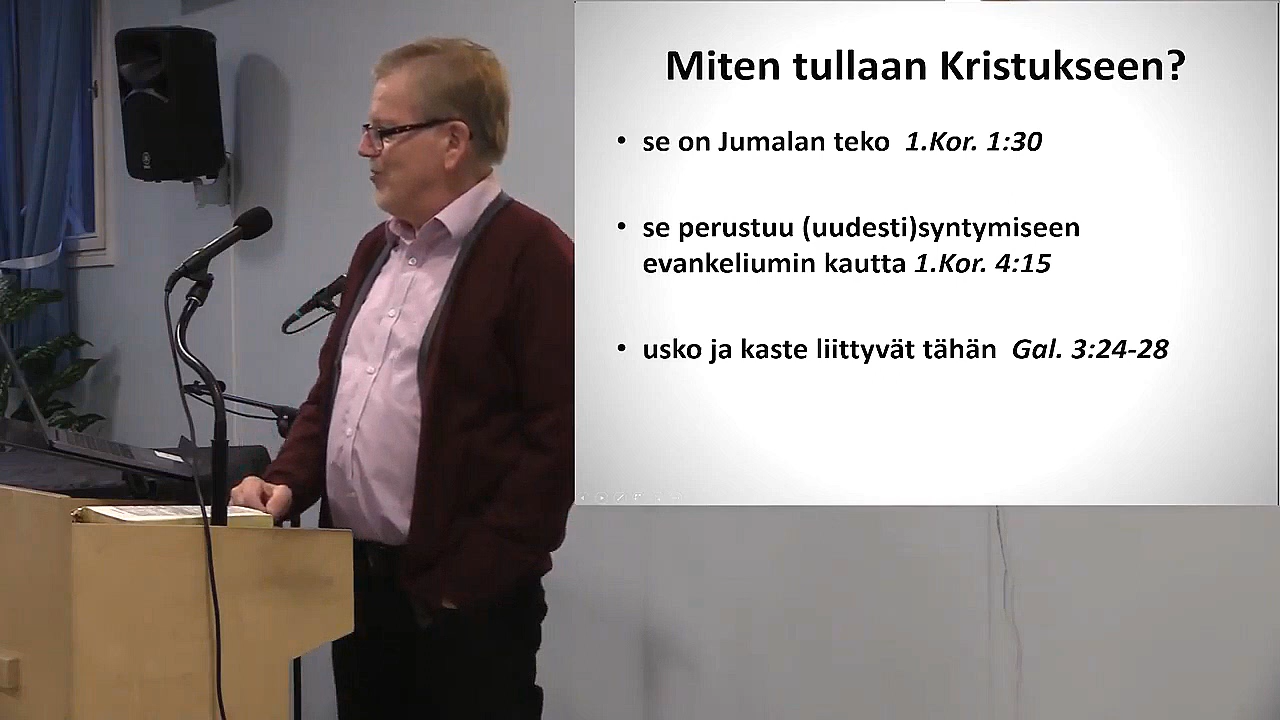 Miten tullaan Kristukseen?
• se on Jumalan teko 1.Kor. 1:30
• se perustuu (uudesti)syntymiseen
evankeliumin kautta 1.Kor. 4:15
• usko ja kaste liittyvät tähän Gal. 3:24-28